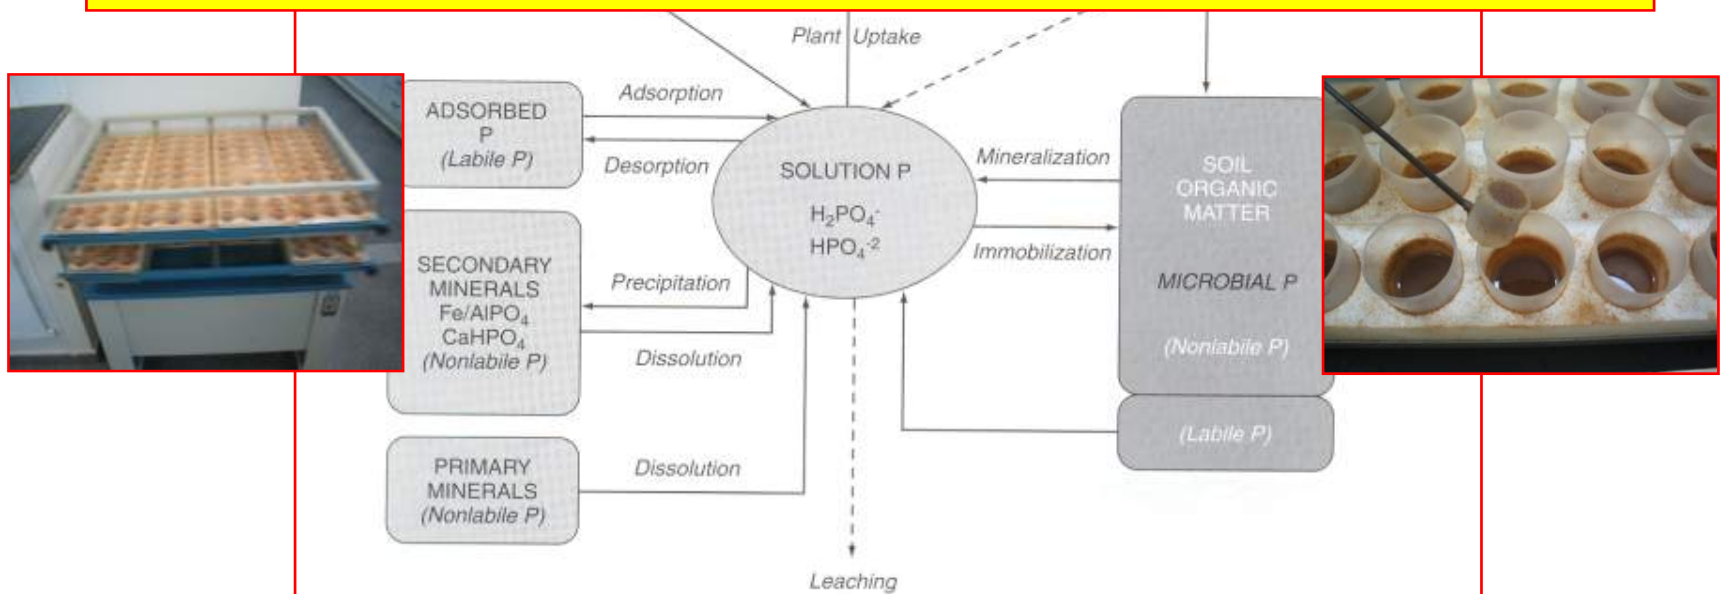 Plant Uptake
ADSORBED
P
(Labile P)
Adsorption
Desorption
SOLUTION P
H₂PO₄⁻
HPO₄⁻²
Mineralization
Immobilization
SOIL
ORGANIC
MATTER
MICROBIAL P
(Nonlabile P)
(Labile P)
SECONDARY
MINERALS
Fe/AlPO₄
CaHPO₄
(Nonlabile P)
Precipitation
Dissolution
PRIMARY
MINERALS
(Nonlabile P)
Dissolution
Leaching